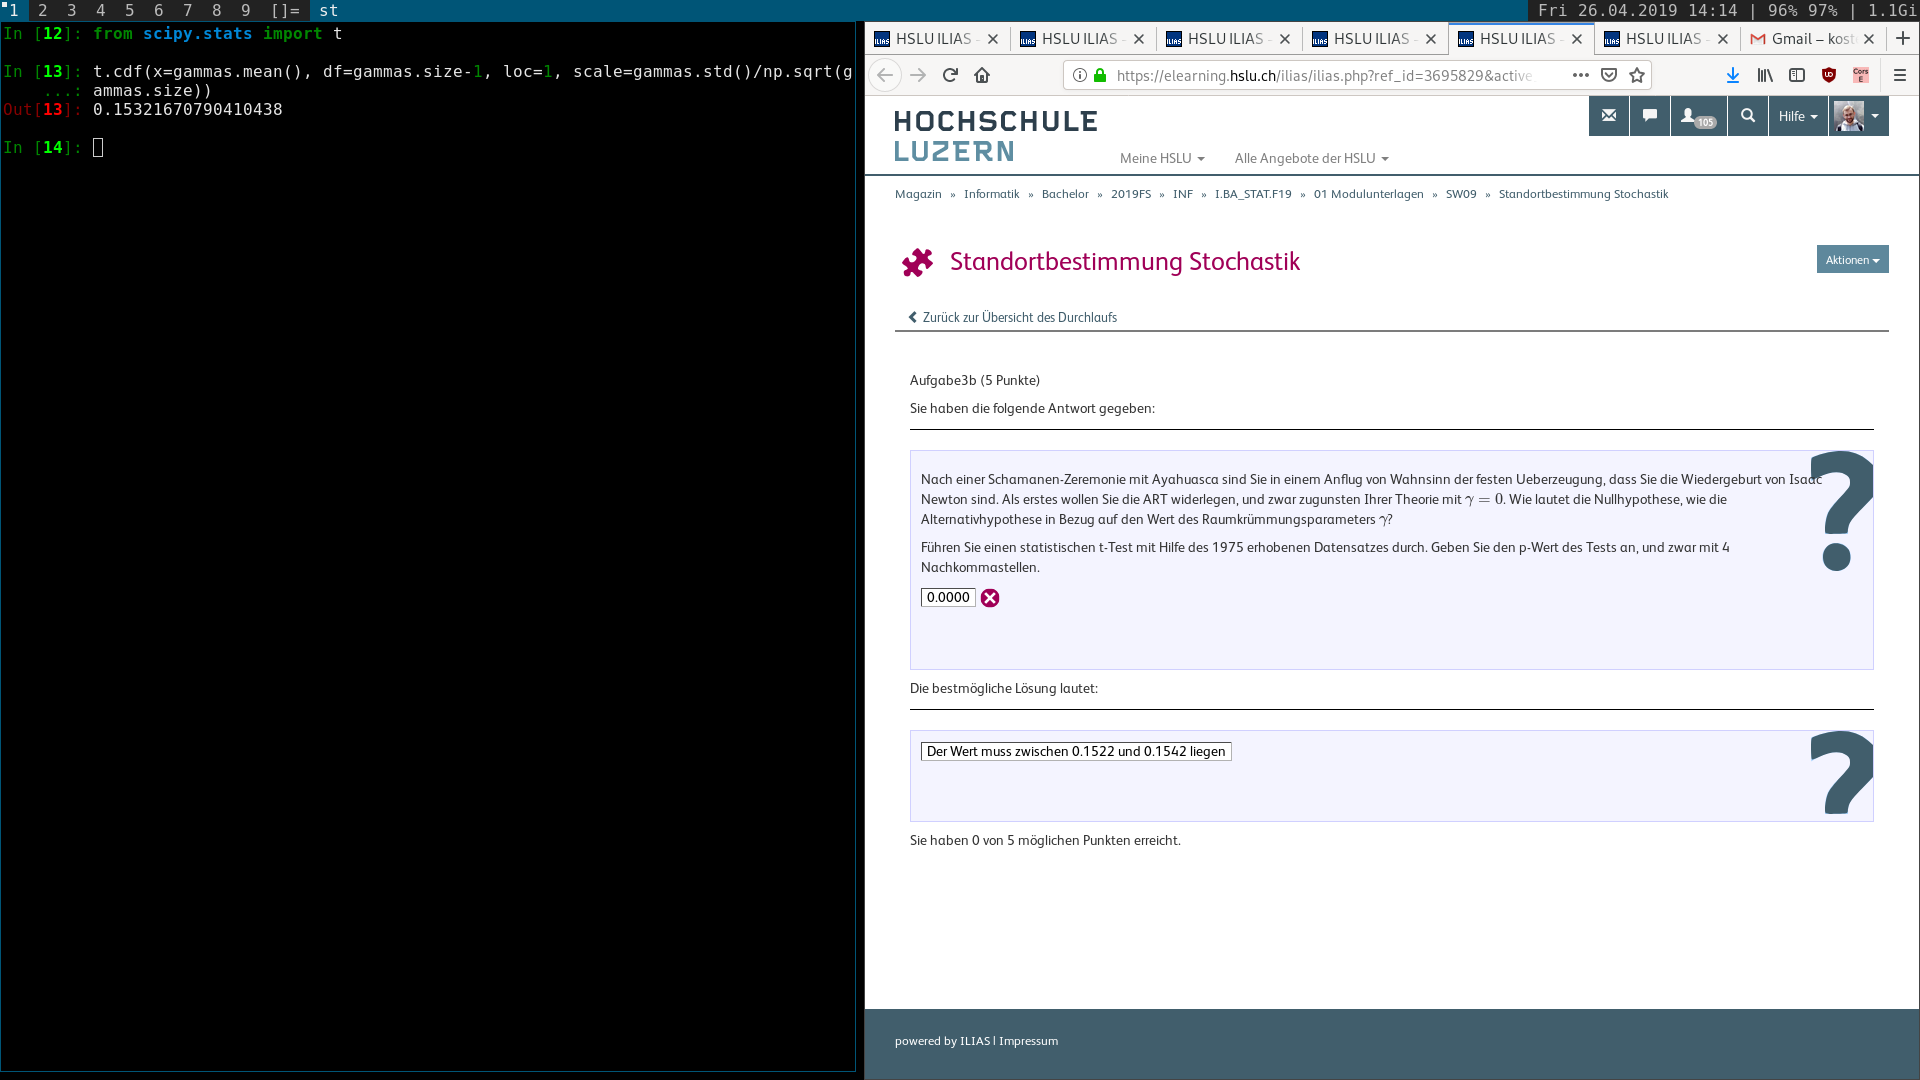 1 2 3 4 5 6 7 8 9 []= st
Fri 26.04.2019 14:14 | 96% 97% | 1.1Gi
In [12]: from scipy.stats import t
In [13]: t.cdf(x=gammas.mean(), df=gammas.size-1, loc=1, scale=gammas.std()/np.sqrt(g
...: ammas.size))
Out[13]: 0.15321670790410438
In [14]:
HSLU ILIAS - HSLU ILIAS - HSLU ILIAS - HSLU ILIAS - HSLU ILIAS - HSLU ILIAS - Gmail – kost
https://elearning.hslu.ch/ilias/ilias.php?ref_id=3695829&active
HOCHSCHULE
LUZERN
105
Hilfe
Meine HSLU Alle Angebote der HSLU
Magazin » Informatik » Bachelor » 2019FS » INF » I.BA_STAT.F19 » 01 Modulunterlagen » SW09 » Standortbestimmung Stochastik
Standortbestimmung Stochastik
Aktionen
Zurück zur Übersicht des Durchlaufs
Aufgabe3b (5 Punkte)
Sie haben die folgende Antwort gegeben:
Nach einer Schamanen-Zeremonie mit Ayahuasca sind Sie in einem Anflug von Wahnsinn der festen Ueberzeugung, dass Sie die Wiedergeburt von Isaac
Newton sind. Als erstes wollen Sie die ART widerlegen, und zwar zugunsten Ihrer Theorie mit γ = 0. Wie lautet die Nullhypothese, wie die
Alternativhypothese in Bezug auf den Wert des Raumkrümmungsparameters γ?
Führen Sie einen statistischen t-Test mit Hilfe des 1975 erhobenen Datensatzes durch. Geben Sie den p-Wert des Tests an, und zwar mit 4
Nachkommastellen.
0.0000
?
Die bestmögliche Lösung lautet:
Der Wert muss zwischen 0.1522 und 0.1542 liegen
?
Sie haben 0 von 5 möglichen Punkten erreicht.
powered by ILIAS | Impressum